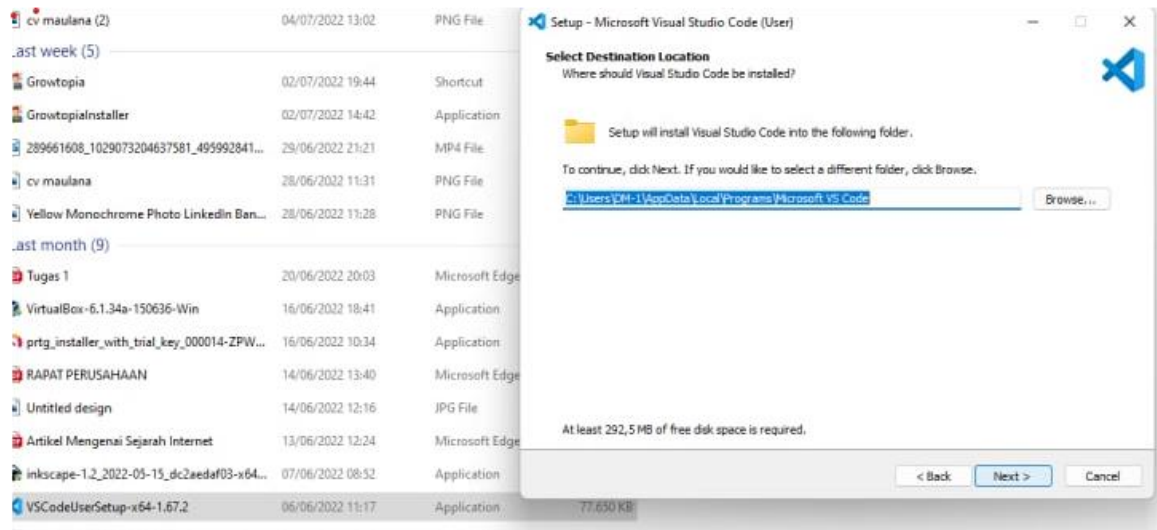 cv maulana (2) 04/07/2022 13:02 PNG File
Last week (5)
Growtopia 02/07/2022 19:44 Shortcut
GrowtopiaInstaller 02/07/2022 14:42 Application
289661608_1029073204637581_495992841... 29/06/2022 21:21 MP4 File
cv maulana 28/06/2022 11:31 PNG File
Yellow Monochrome Photo LinkedIn Ban... 28/06/2022 11:28 PNG File
Last month (9)
Tugas 1 20/06/2022 20:03 Microsoft Edge
VirtualBox-6.1.34a-150636-Win 16/06/2022 18:41 Application
prtg_installer_with_trial_key_000014-ZPW... 16/06/2022 10:34 Application
RAPAT PERUSAHAAN 14/06/2022 13:40 Microsoft Edge
Untitled design 14/06/2022 12:16 JPG File
Artikel Mengenai Sejarah Internet 13/06/2022 12:24 Microsoft Edge
inkscape-1.2_2022-05-15_dc2aedaf03-x64... 07/06/2022 08:52 Application
VSCodeUserSetup-x64-1.67.2 06/06/2022 11:17 Application 77.650 KB
Setup - Microsoft Visual Studio Code (User)
Select Destination Location
Where should Visual Studio Code be installed?
Setup will install Visual Studio Code into the following folder.
To continue, click Next. If you would like to select a different folder, click Browse.
C:\Users\DM-1\AppData\Local\Programs\Microsoft VS Code
Browse...
At least 292,5 MB of free disk space is required.
< Back Next > Cancel